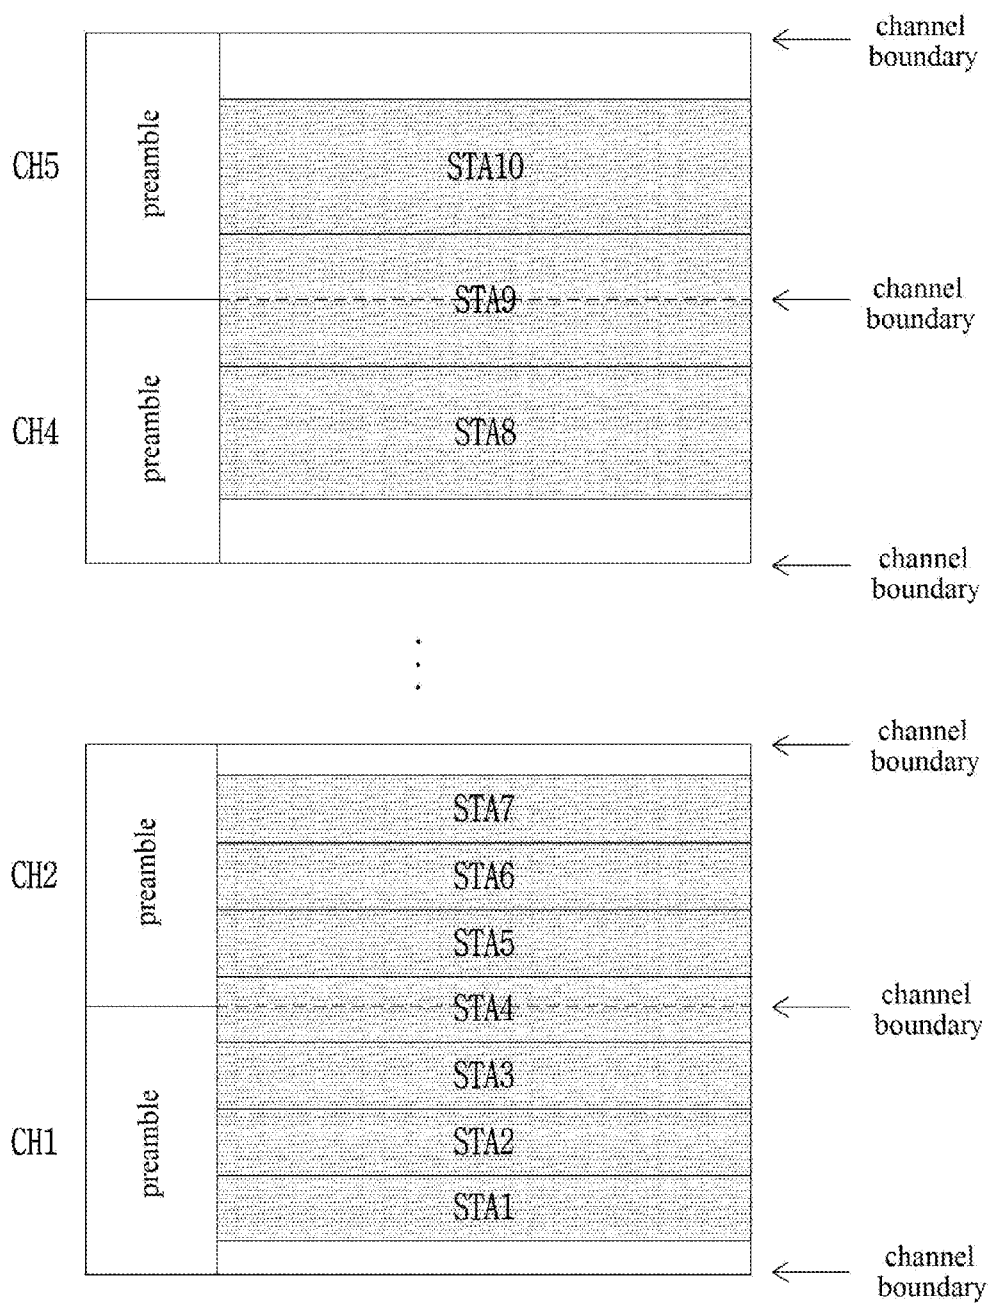 channel
boundary
CH5
preamble
STA10
STA9
channel
boundary
CH4
preamble
STA8
channel
boundary
channel
boundary
STA7
CH2
preamble
STA6
STA5
STA4
channel
boundary
STA3
CH1
preamble
STA2
STA1
channel
boundary